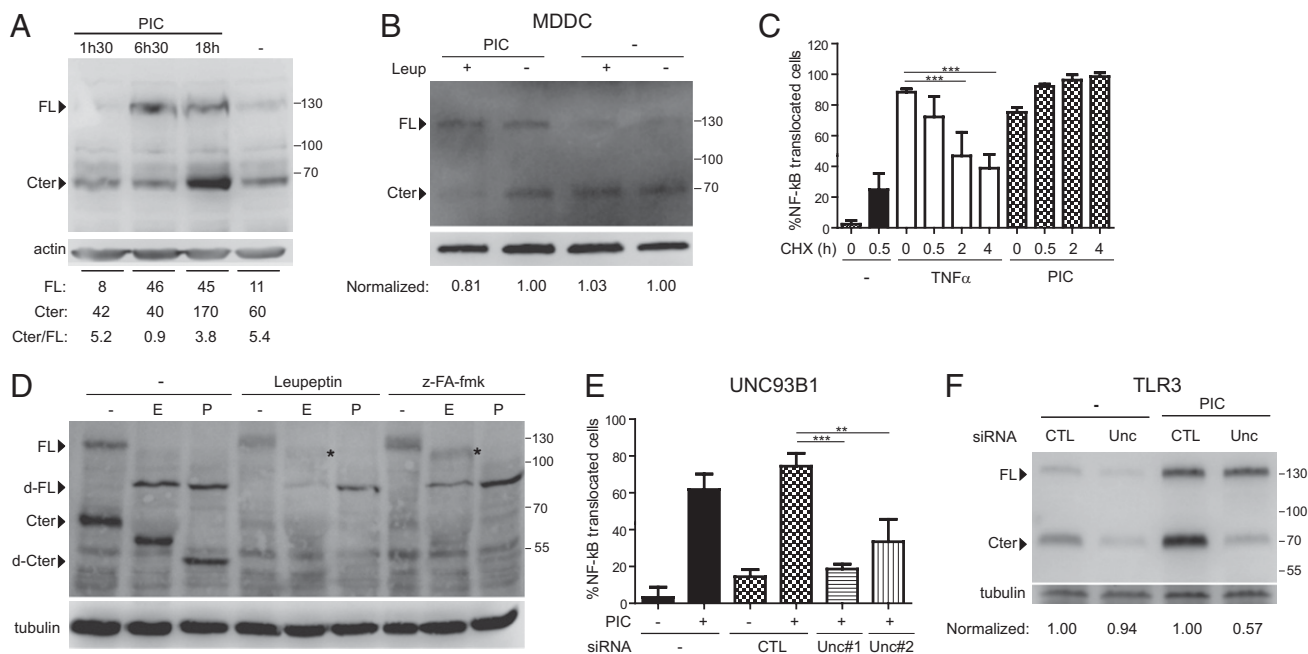 A
PIC
1h30 6h30 18h -
FL
Cter
–130
–100
–70
actin
FL: 8 46 45 11
Cter: 42 40 170 60
Cter/FL: 5.2 0.9 3.8 5.4
B
MDDC
PIC -
Leup + - + -
FL
Cter
–130
–100
–70
Normalized: 0.81 1.00 1.03 1.00
C
%NF-kB translocated cells
120
100
80
60
40
20
0
***
***
CHX (h) 0 0.5 0 0.5 2 4 0 0.5 2 4
- TNFα PIC
D
- Leupeptin z-FA-fmk
- E P - E P - E P
FL
d-FL
Cter
d-Cter
* *
–130
–100
–70
–55
tubulin
E
UNC93B1
%NF-kB translocated cells
100
80
60
40
20
0
**
***
PIC - + - + + +
siRNA - CTL Unc#1 Unc#2
F
TLR3
- PIC
siRNA CTL Unc CTL Unc
FL
Cter
–130
–100
–70
–55
tubulin
Normalized: 1.00 0.94 1.00 0.57